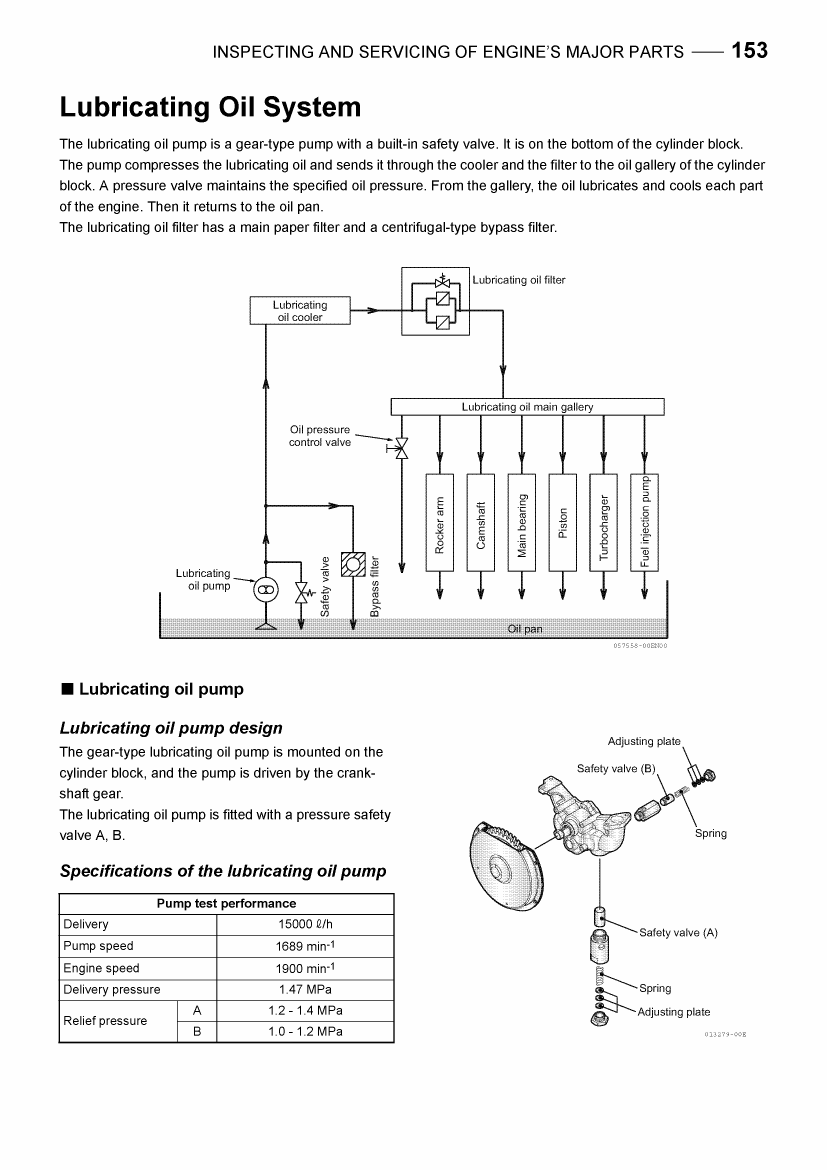 INSPECTING AND SERVICING OF ENGINE'S MAJOR PARTS 153
Lubricating Oil System
The lubricating oil pump is a gear-type pump with a built-in safety valve. It is on the bottom of the cylinder block.
The pump compresses the lubricating oil and sends it through the cooler and the filter to the oil gallery of the cylinder
block. A pressure valve maintains the specified oil pressure. From the gallery, the oil lubricates and cools each part
of the engine. Then it returns to the oil pan.
The lubricating oil filter has a main paper filter and a centrifugal-type bypass filter.
Lubricating oil filter
Lubricating
oil cooler
Lubricating oil main gallery
Oil pressure
control valve
Rocker arm
Camshaft
Main bearing
Piston
Turbocharger
Fuel injection pump
Lubricating
oil pump
Safety valve
Bypass filter
Oil pan
057558-00EN00
■ Lubricating oil pump
Lubricating oil pump design
The gear-type lubricating oil pump is mounted on the
cylinder block, and the pump is driven by the crank-
shaft gear.
The lubricating oil pump is fitted with a pressure safety
valve A, B.
Specifications of the lubricating oil pump
Pump test performance
Delivery 15000 ℓ/h
Pump speed 1689 min-1
Engine speed 1900 min-1
Delivery pressure 1.47 MPa
Relief pressure A 1.2 - 1.4 MPa
B 1.0 - 1.2 MPa
Adjusting plate
Safety valve (B)
Spring
Safety valve (A)
Spring
Adjusting plate
013279-00E